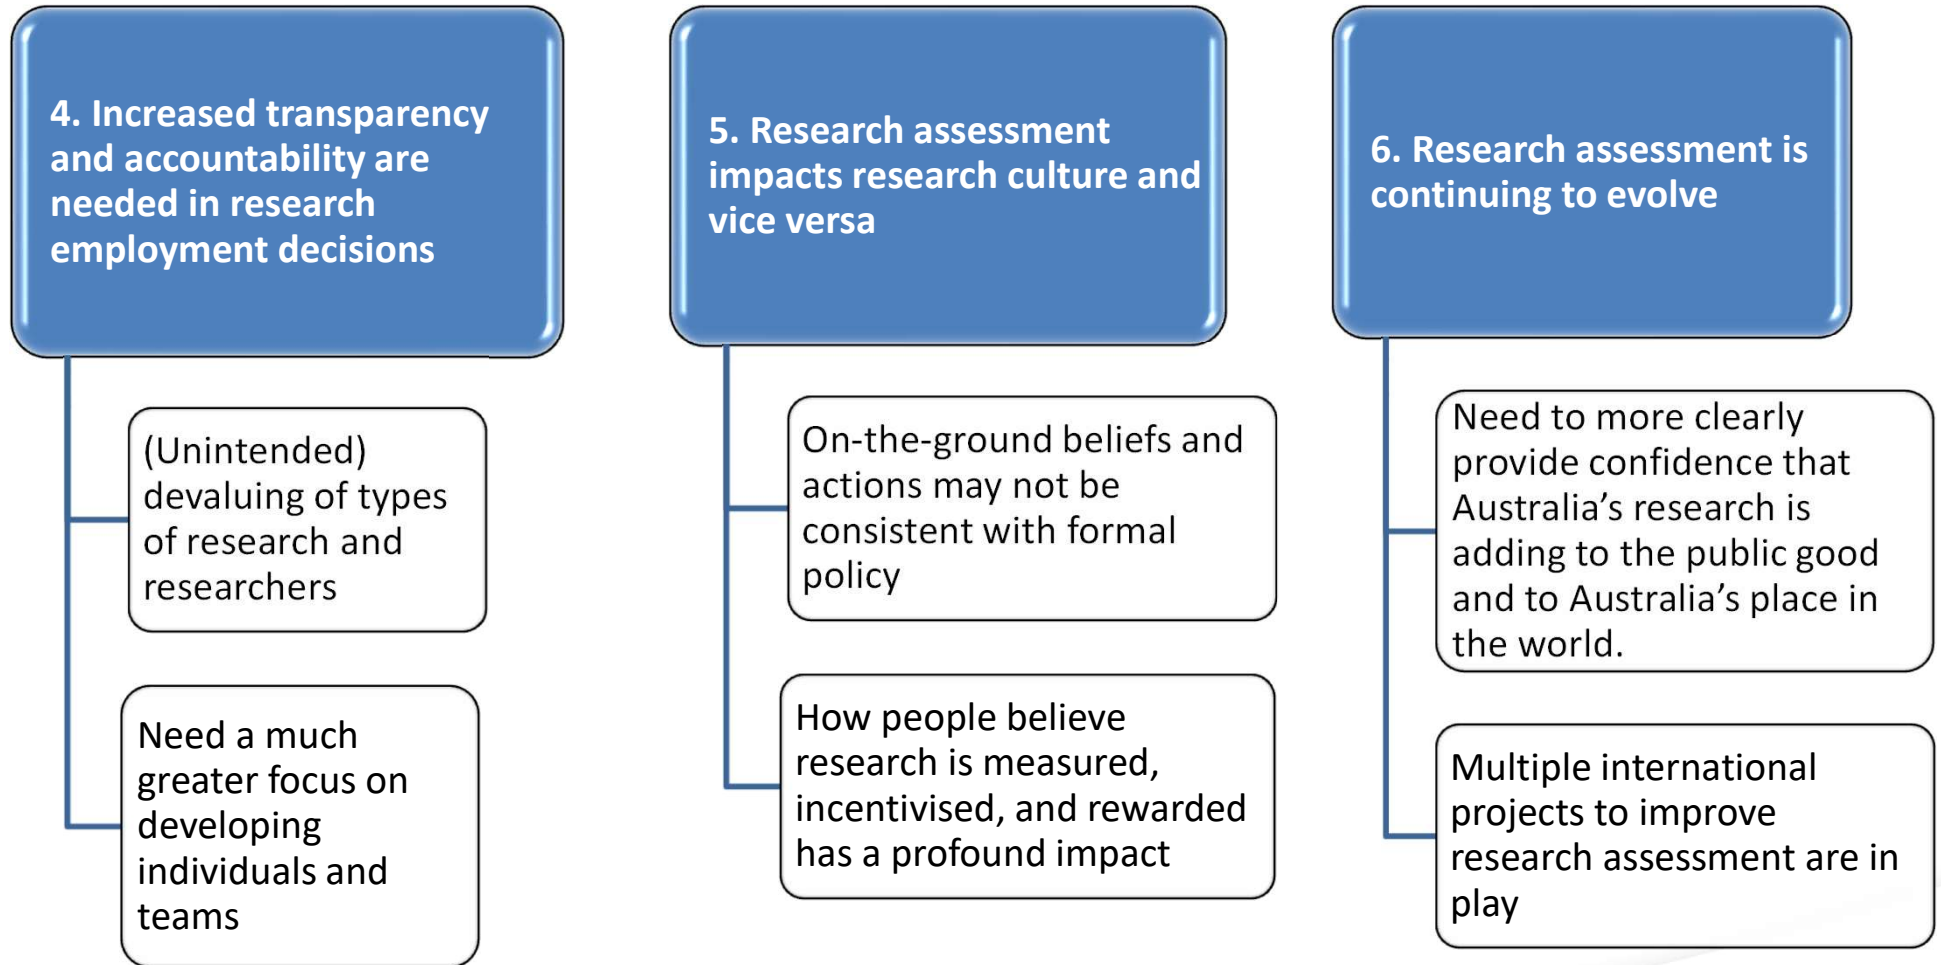 4. Increased transparency
and accountability are
needed in research
employment decisions
(Unintended)
devaluing of types
of research and
researchers
Need a much
greater focus on
developing
individuals and
teams
5. Research assessment
impacts research culture and
vice versa
On-the-ground beliefs and
actions may not be
consistent with formal
policy
How people believe
research is measured,
incentivised, and rewarded
has a profound impact
6. Research assessment is
continuing to evolve
Need to more clearly
provide confidence that
Australia’s research is
adding to the public good
and to Australia’s place in
the world.
Multiple international
projects to improve
research assessment are in
play